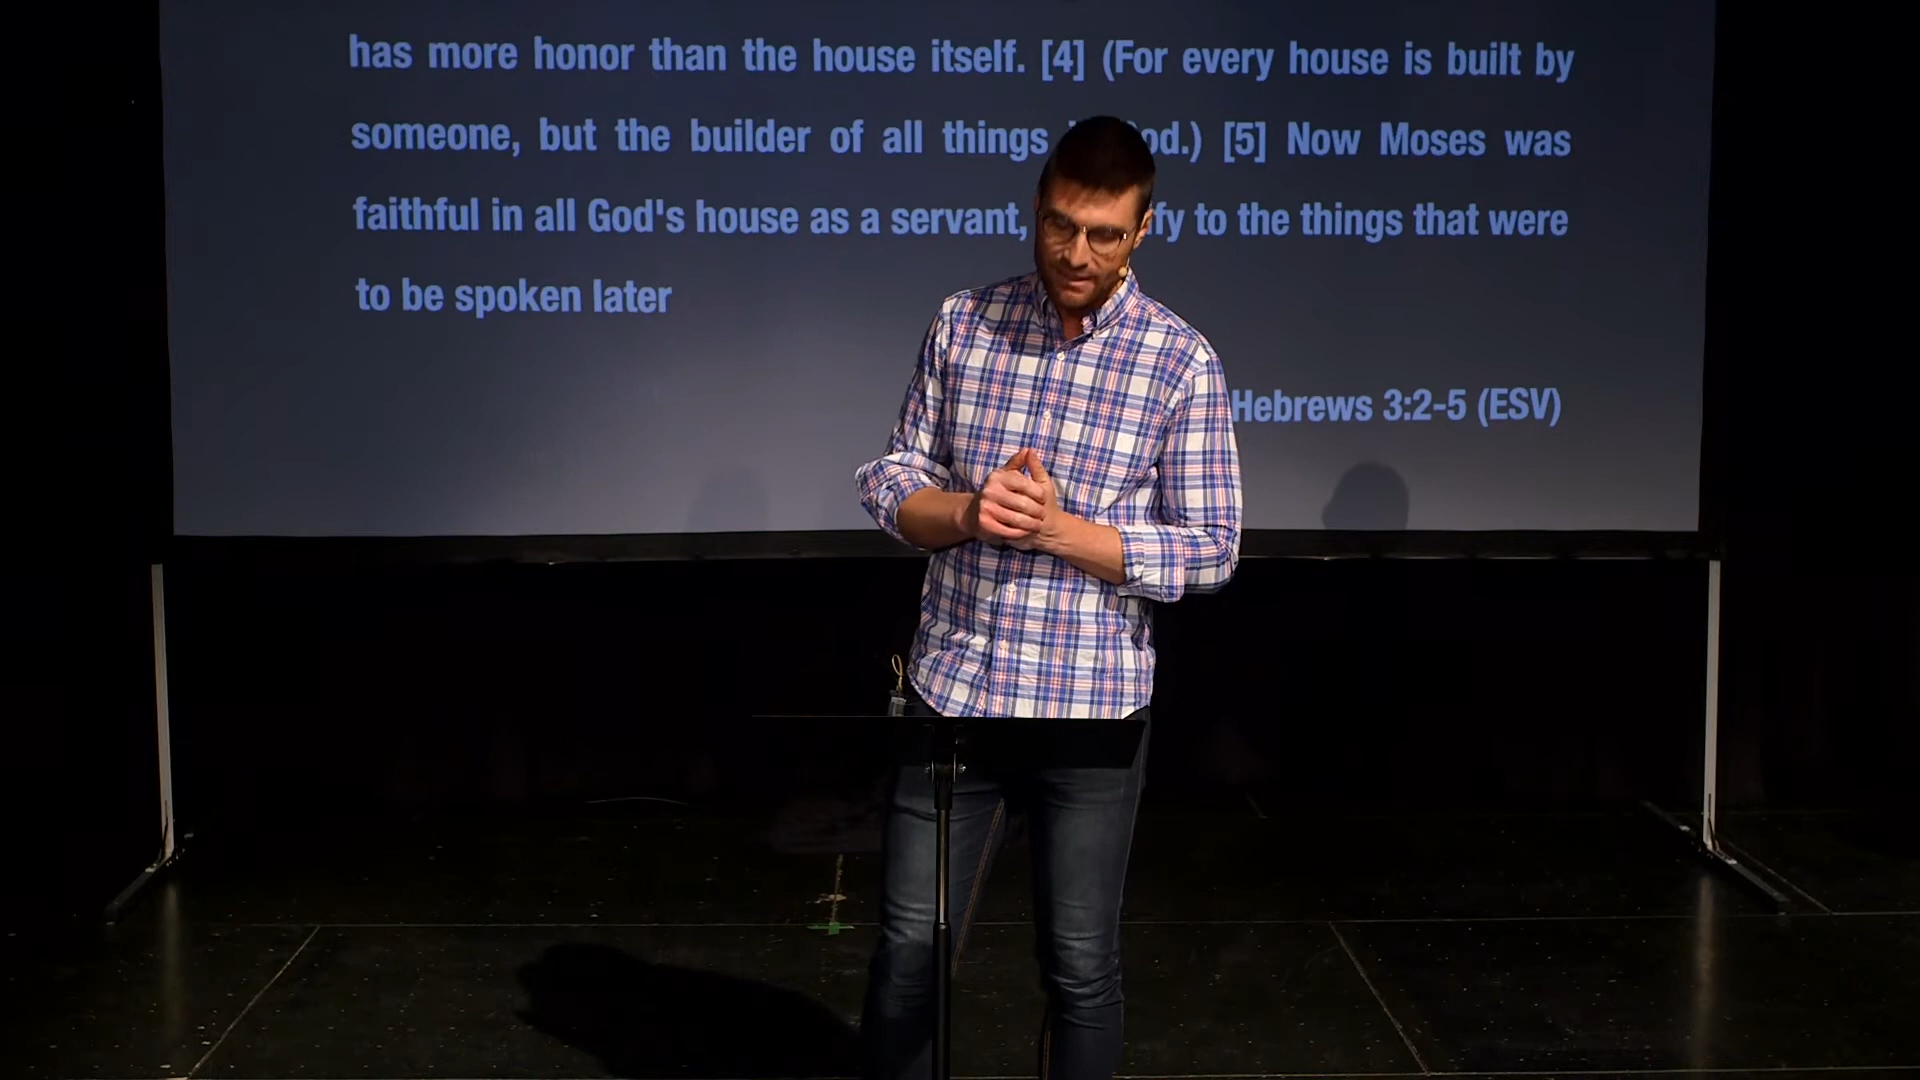 has more honor than the house itself. [4] (For every house is built by
someone, but the builder of all things God.) [5] Now Moses was
faithful in all God's house as a servant, to the things that were
to be spoken later
Hebrews 3:2-5 (ESV)